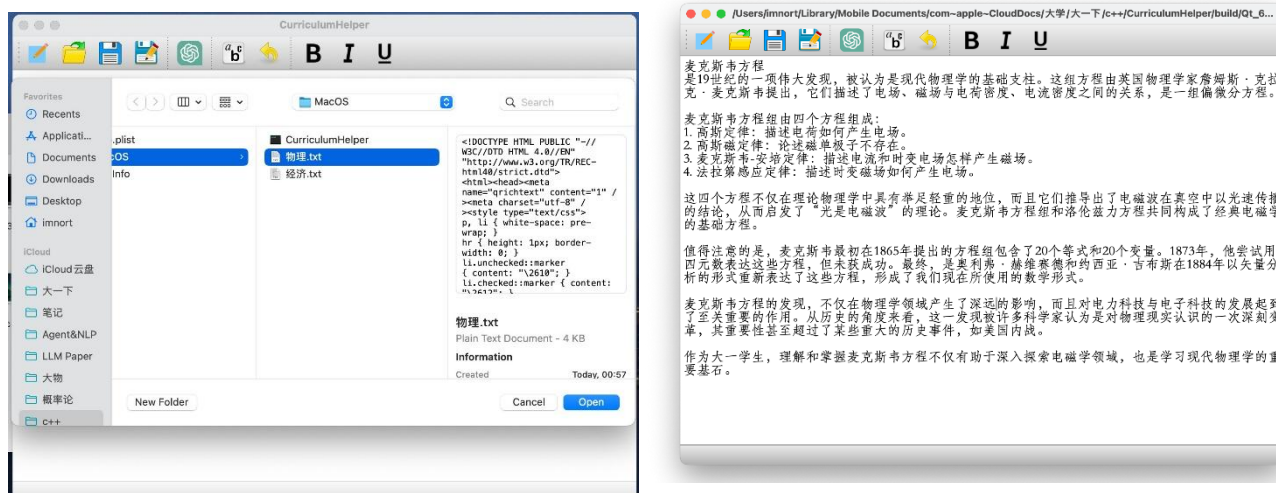 CurriculumHelper
B I U
Favorites
Recents
Applicati...
Documents
Downloads
Desktop
imnort
iCloud
iCloud云盘
大一下
笔记
Agent&NLP
LLM Paper
大物
概率论
c++
MacOS
Search
.plist
OS
Info
CurriculumHelper
物理.txt
经济.txt
<!DOCTYPE HTML PUBLIC "-//
W3C//DTD HTML 4.0//EN"
"http://www.w3.org/TR/REC-
html40/strict.dtd">
<html><head><meta
name="qrichtext" content="1" /
><meta charset="utf-8" /
><style type="text/css">
p, li { white-space: pre-
wrap; }
hr { height: 1px; border-
width: 0; }
li.unchecked::marker
{ content: "\2610"; }
li.checked::marker { content:
"\2612"; }
物理.txt
Plain Text Document - 4 KB
Information
Created Today, 00:57
New Folder
Cancel
Open
/Users/imnort/Library/Mobile Documents/com~apple~CloudDocs/大学/大一下/c++/CurriculumHelper/build/Qt_6...
B I U
麦克斯韦方程
是19世纪的一项伟大发现，被认为是现代物理学的基础支柱。这组方程由英国物理学家詹姆斯·克拉
克·麦克斯韦提出，它们描述了电场、磁场与电荷密度、电流密度之间的关系，是一组偏微分方程。
麦克斯韦方程组由四个方程组成：
1. 高斯定律：描述电荷如何产生电场。
2. 高斯磁定律：论述磁单极子不存在。
3. 麦克斯韦-安培定律：描述电流和时变电场怎样产生磁场。
4. 法拉第感应定律：描述时变磁场如何产生电场。
这四个方程不仅在理论物理学中具有举足轻重的地位，而且它们推导出了电磁波在真空中以光速传播
的结论，从而启发了“光是电磁波”的理论。麦克斯韦方程组和洛伦兹力方程共同构成了经典电磁学
的基础方程。
值得注意的是，麦克斯韦最初在1865年提出的方程组包含了20个等式和20个变量。1873年，他尝试用
四元数表达这些方程，但未获成功。最终，是奥利弗·赫维赛德和约西亚·吉布斯在1884年以矢量分
析的形式重新表达了这些方程，形成了我们现在所使用的数学形式。
麦克斯韦方程的发现，不仅在物理学领域产生了深远的影响，而且对电力科技与电子科技的发展起到
了至关重要的作用。从历史的角度来看，这一发现被许多科学家认为是对物理现实认识的一次深刻变
革，其重要性甚至超过了某些重大的历史事件，如美国内战。
作为大一学生，理解和掌握麦克斯韦方程不仅有助于深入探索电磁学领域，也是学习现代物理学的重
要基石。